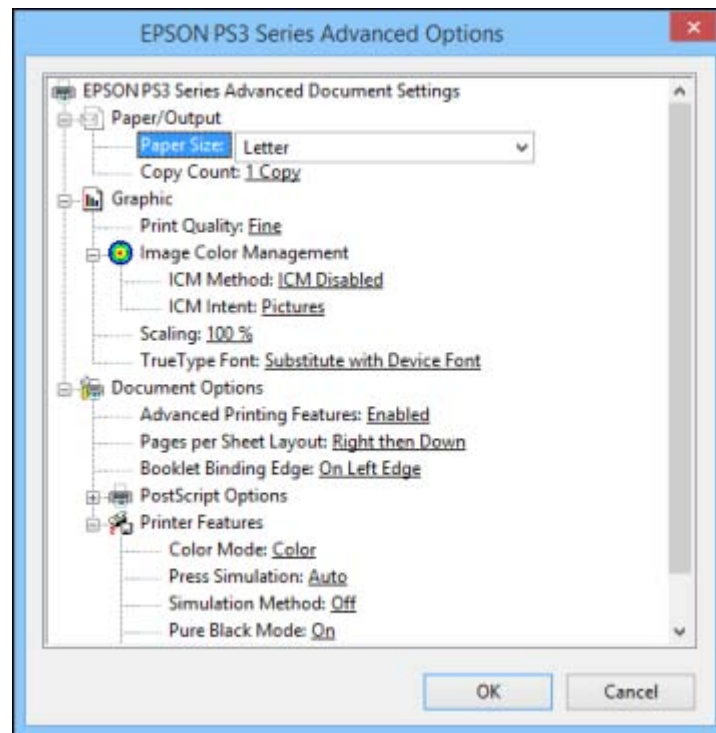 EPSON PS3 Series Advanced Options
EPSON PS3 Series Advanced Document Settings
Paper/Output
Paper Size: Letter
Copy Count: 1 Copy
Graphic
Print Quality: Fine
Image Color Management
ICM Method: ICM Disabled
ICM Intent: Pictures
Scaling: 100 %
TrueType Font: Substitute with Device Font
Document Options
Advanced Printing Features: Enabled
Pages per Sheet Layout: Right then Down
Booklet Binding Edge: On Left Edge
PostScript Options
Printer Features
Color Mode: Color
Press Simulation: Auto
Simulation Method: Off
Pure Black Mode: On
OK Cancel